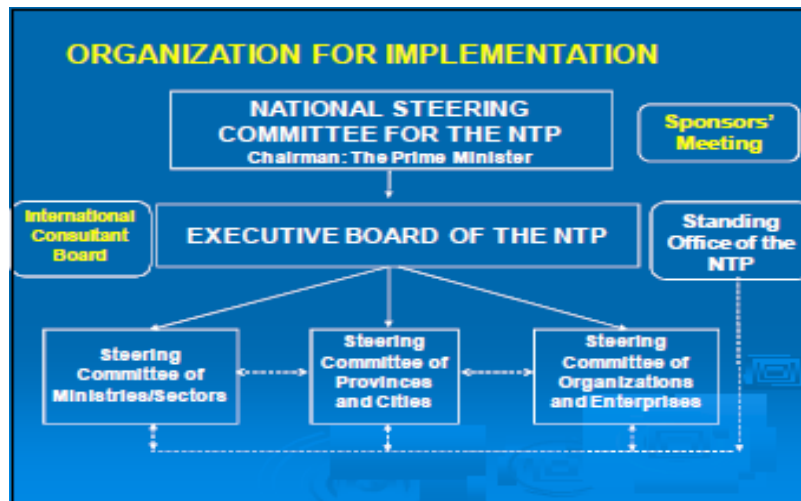 ORGANIZATION FOR IMPLEMENTATION
NATIONAL STEERING
COMMITTEE FOR THE NTP
Chairman: The Prime Minister
Sponsors'
Meeting
International
Consultant
Board
EXECUTIVE BOARD OF THE NTP
Standing
Office of the
NTP
Steering
Committee of
Ministries/Sectors
Steering
Committee of
Provinces
and Cities
Steering
Committee of
Organizations
and Enterprises